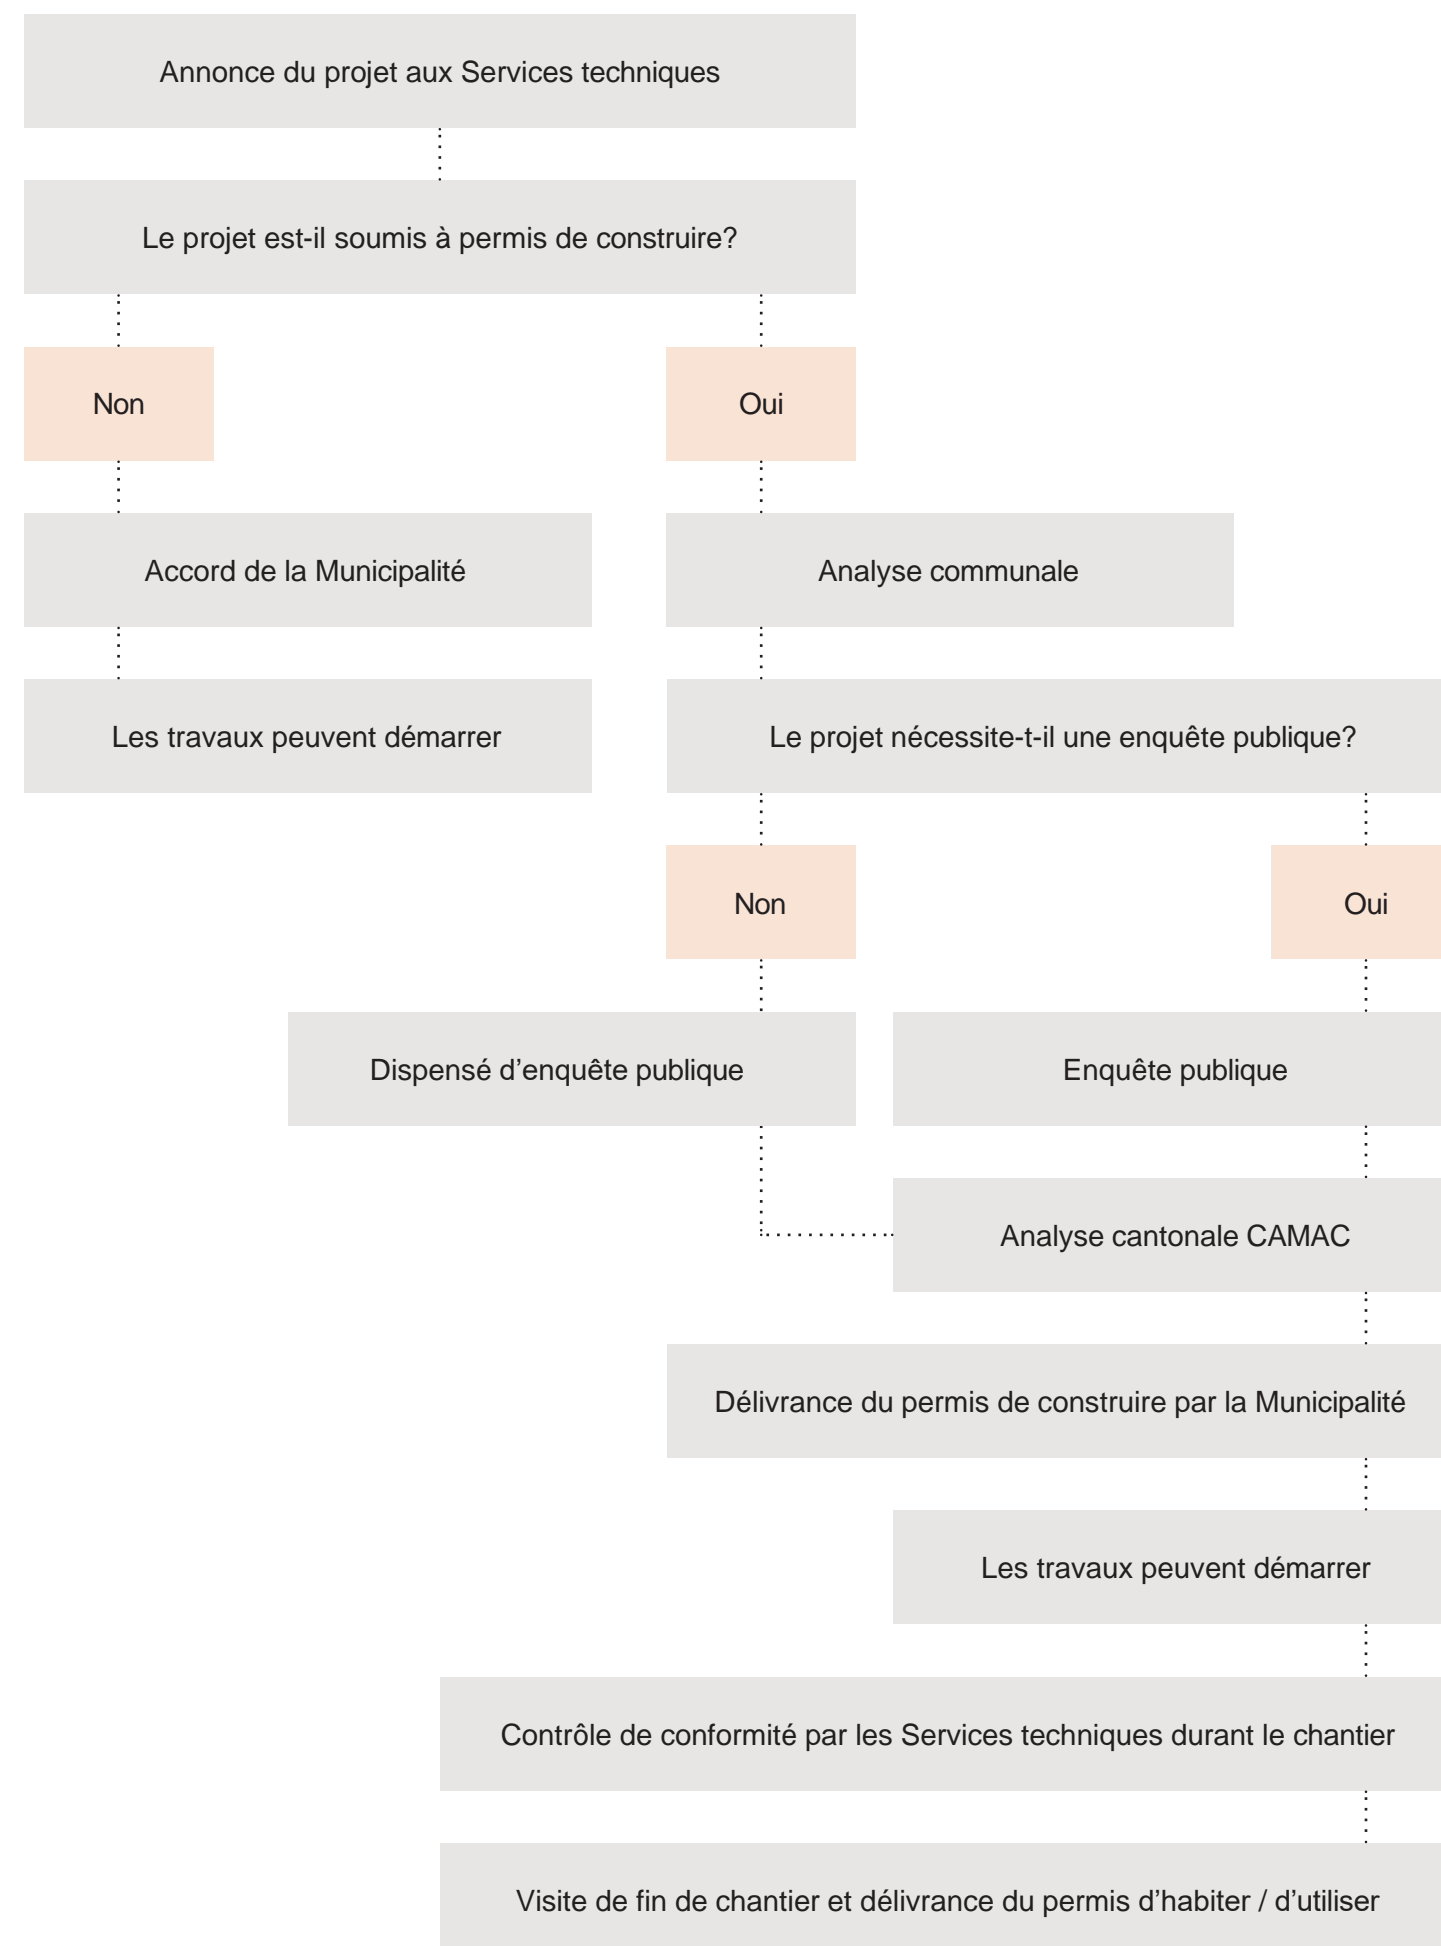 Annonce du projet aux Services techniques
Le projet est-il soumis à permis de construire?
Non
Oui
Accord de la Municipalité
Analyse communale
Les travaux peuvent démarrer
Le projet nécessite-t-il une enquête publique?
Non
Oui
Dispensé d’enquête publique
Enquête publique
Analyse cantonale CAMAC
Délivrance du permis de construire par la Municipalité
Les travaux peuvent démarrer
Contrôle de conformité par les Services techniques durant le chantier
Visite de fin de chantier et délivrance du permis d’habiter / d’utiliser